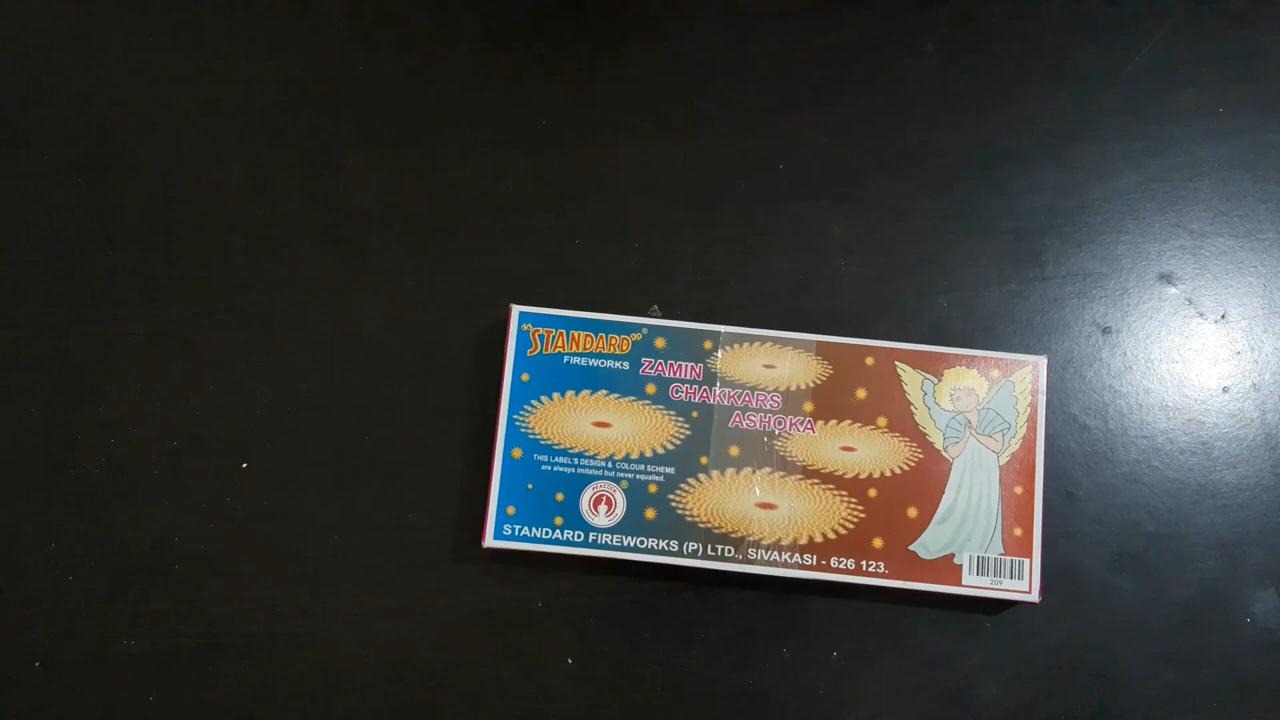 "STANDARD"®
FIREWORKS
ZAMIN
CHAKKARS
ASHOKA
THIS LABEL'S DESIGN & COLOUR SCHEME
are always imitated but never equalled.
PEACOCK
®
STANDARD FIREWORKS (P) LTD., SIVAKASI - 626 123.
209